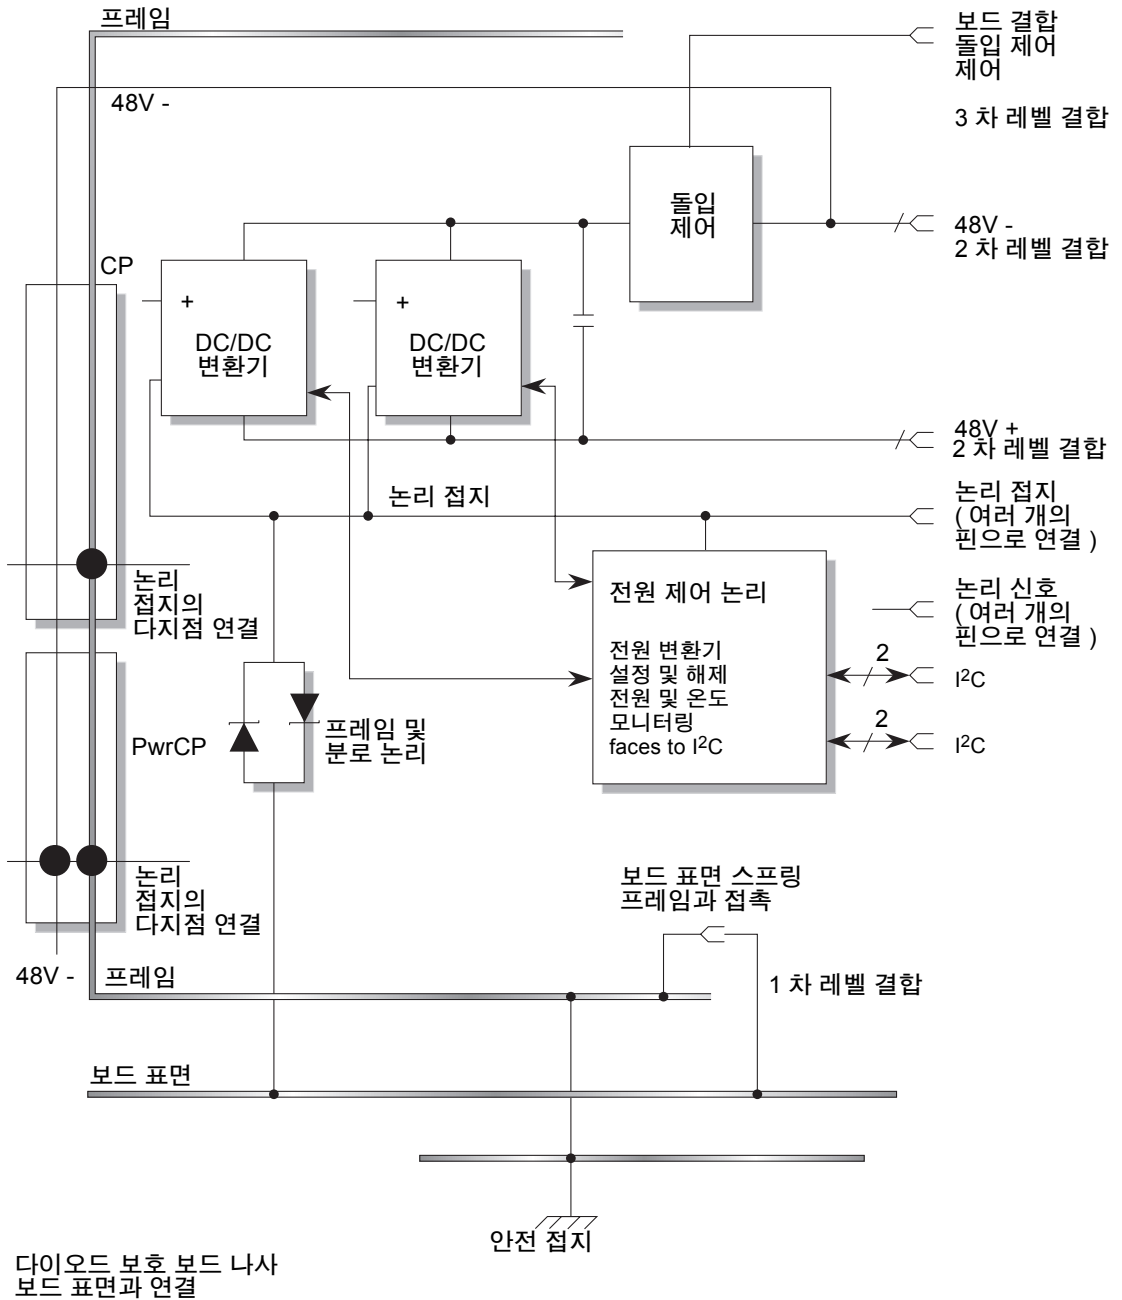 프레임
보드 결합
돌입 제어
제어
48V -
3 차 레벨 결합
돌입
제어
48V -
2 차 레벨 결합
CP
+
DC/DC
변환기
+
DC/DC
변환기
48V +
2 차 레벨 결합
논리 접지
논리 접지
( 여러 개의
핀으로 연결 )
논리
접지의
다지점 연결
전원 제어 논리
전원 변환기
설정 및 해제
전원 및 온도
모니터링
faces to I²C
논리 신호
( 여러 개의
핀으로 연결 )
2
I²C
2
I²C
PwrCP
프레임 및
분로 논리
논리
접지의
다지점 연결
보드 표면 스프링
프레임과 접촉
48V -
프레임
1 차 레벨 결합
보드 표면
안전 접지
다이오드 보호 보드 나사
보드 표면과 연결